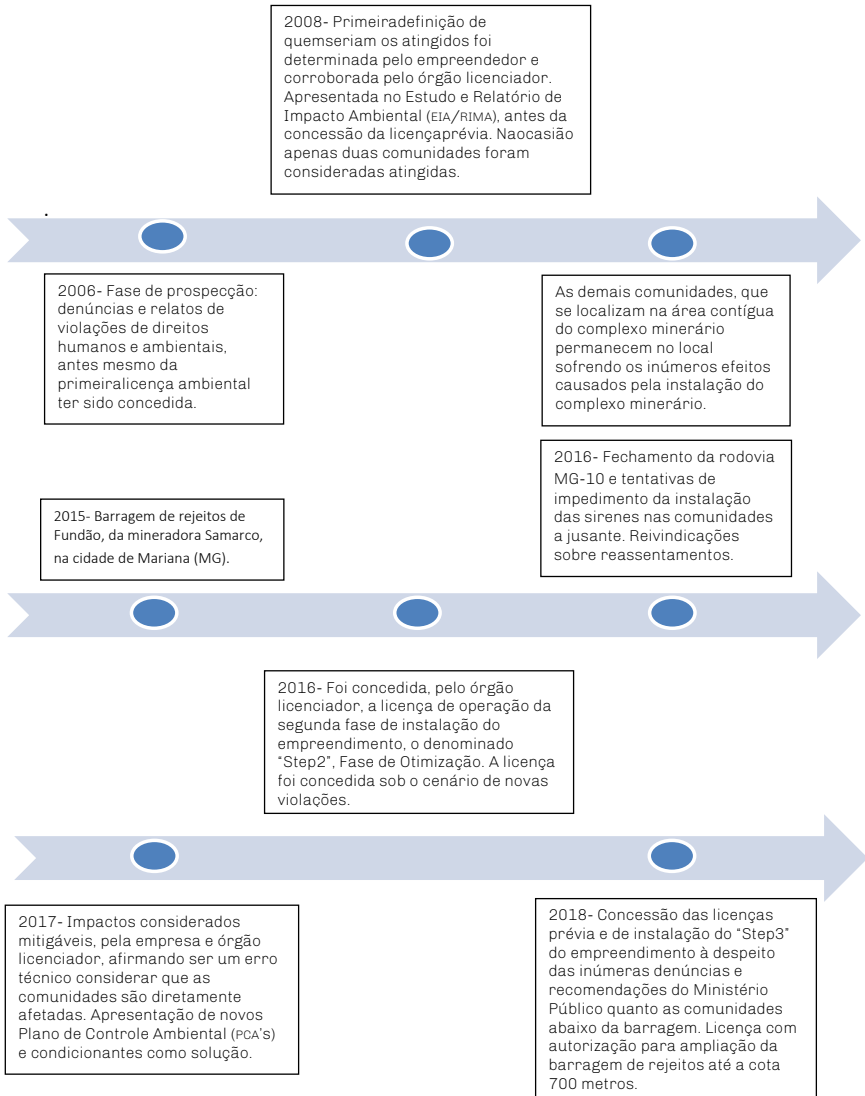 2008- Primeiradefinição de
quemseriam os atingidos foi
determinada pelo empreendedor e
corroborada pelo órgão licenciador.
Apresentada no Estudo e Relatório de
Impacto Ambiental (EIA/RIMA), antes da
concessão da licençaprévia. Naocasião
apenas duas comunidades foram
consideradas atingidas.
.
2006- Fase de prospecção:
denúncias e relatos de
violações de direitos
humanos e ambientais,
antes mesmo da
primeiralicença ambiental
ter sido concedida.
As demais comunidades, que
se localizam na área contígua
do complexo minerário
permanecem no local
sofrendo os inúmeros efeitos
causados pela instalação do
complexo minerário.
2015- Barragem de rejeitos de
Fundão, da mineradora Samarco,
na cidade de Mariana (MG).
2016- Fechamento da rodovia
MG-10 e tentativas de
impedimento da instalação
das sirenes nas comunidades
a jusante. Reivindicações
sobre reassentamentos.
2016- Foi concedida, pelo órgão
licenciador, a licença de operação da
segunda fase de instalação do
empreendimento, o denominado
“Step2”, Fase de Otimização. A licença
foi concedida sob o cenário de novas
violações.
2017- Impactos considerados
mitigáveis, pela empresa e órgão
licenciador, afirmando ser um erro
técnico considerar que as
comunidades são diretamente
afetadas. Apresentação de novos
Plano de Controle Ambiental (PCA’s)
e condicionantes como solução.
2018- Concessão das licenças
prévia e de instalação do “Step3”
do empreendimento à despeito
das inúmeras denúncias e
recomendações do Ministério
Público quanto as comunidades
abaixo da barragem. Licença com
autorização para ampliação da
barragem de rejeitos até a cota
700 metros.